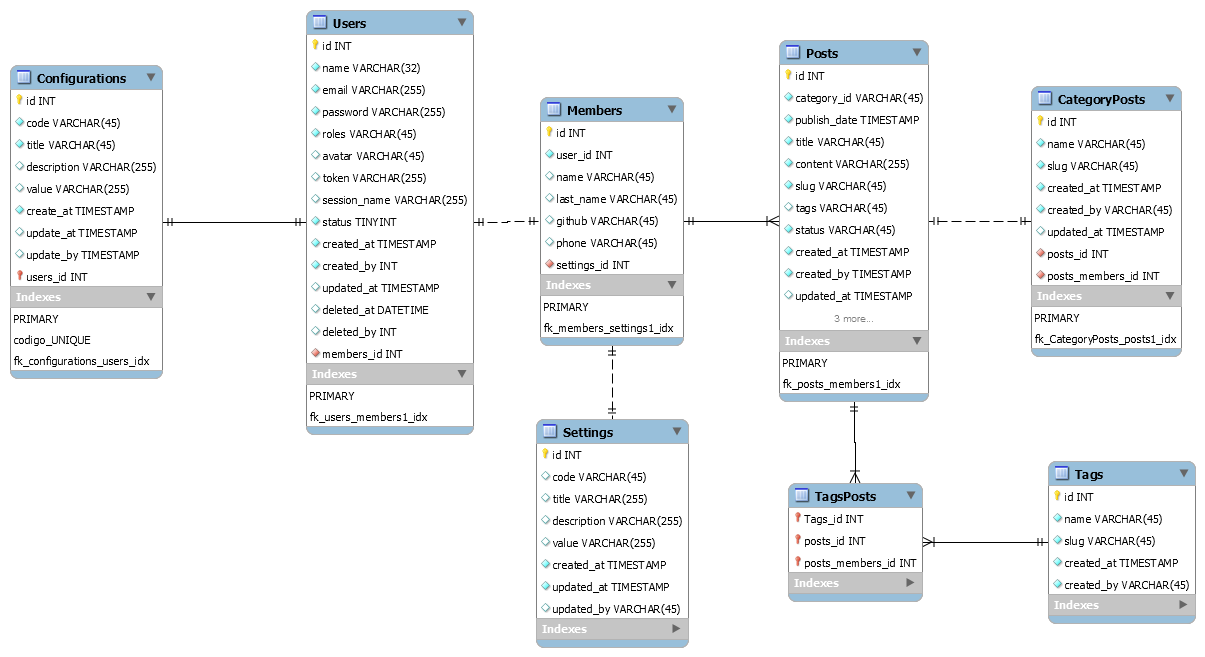 Configurations
id INT
code VARCHAR(45)
title VARCHAR(45)
description VARCHAR(255)
value VARCHAR(255)
create_at TIMESTAMP
update_at TIMESTAMP
update_by TIMESTAMP
users_id INT
Indexes
PRIMARY
codigo_UNIQUE
fk_configurations_users_idx
Users
id INT
name VARCHAR(32)
email VARCHAR(255)
password VARCHAR(255)
roles VARCHAR(45)
avatar VARCHAR(45)
token VARCHAR(255)
session_name VARCHAR(255)
status TINYINT
created_at TIMESTAMP
created_by INT
updated_at TIMESTAMP
deleted_at DATETIME
deleted_by INT
members_id INT
Indexes
PRIMARY
fk_users_members1_idx
Members
id INT
user_id INT
name VARCHAR(45)
last_name VARCHAR(45)
github VARCHAR(45)
phone VARCHAR(45)
settings_id INT
Indexes
PRIMARY
fk_members_settings1_idx
Settings
id INT
code VARCHAR(45)
title VARCHAR(255)
description VARCHAR(255)
value VARCHAR(255)
created_at TIMESTAMP
updated_at TIMESTAMP
updated_by VARCHAR(45)
Indexes
Posts
id INT
category_id VARCHAR(45)
publish_date TIMESTAMP
title VARCHAR(45)
content VARCHAR(255)
slug VARCHAR(45)
tags VARCHAR(45)
status VARCHAR(45)
created_at TIMESTAMP
created_by TIMESTAMP
updated_at TIMESTAMP
3 more...
Indexes
PRIMARY
fk_posts_members1_idx
CategoryPosts
id INT
name VARCHAR(45)
slug VARCHAR(45)
created_at TIMESTAMP
created_by VARCHAR(45)
updated_at TIMESTAMP
posts_id INT
posts_members_id INT
Indexes
PRIMARY
fk_CategoryPosts_posts1_idx
TagsPosts
Tags_id INT
posts_id INT
posts_members_id INT
Indexes
Tags
id INT
name VARCHAR(45)
slug VARCHAR(45)
created_at TIMESTAMP
created_by VARCHAR(45)
Indexes